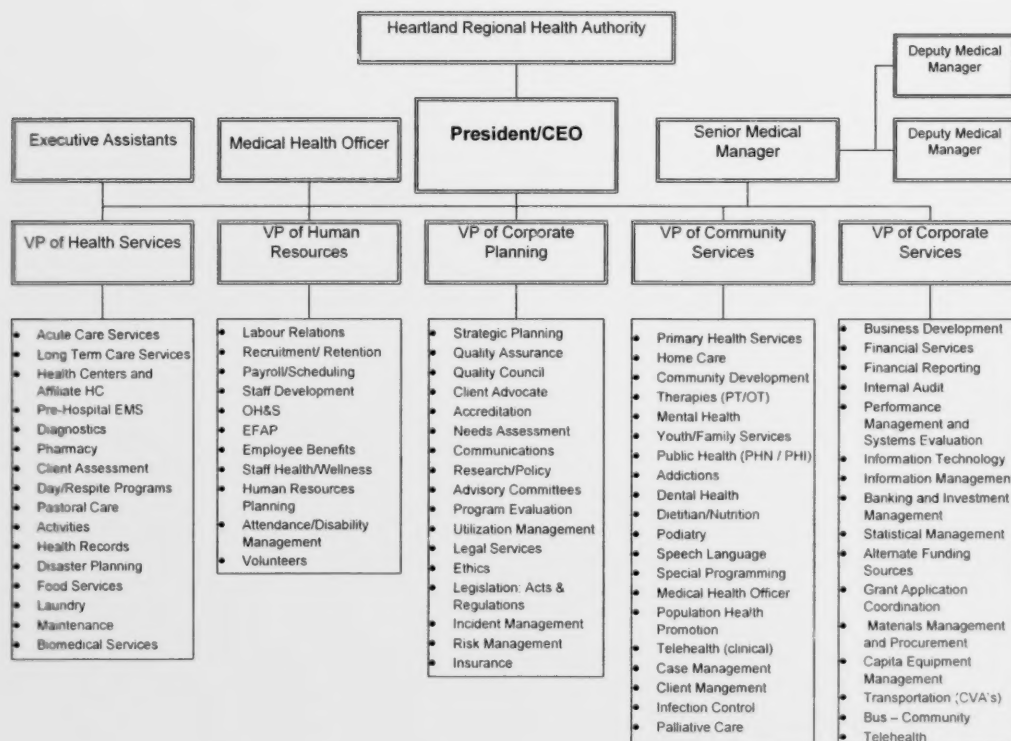 Heartland Regional Health Authority
Deputy Medical
Manager
Executive Assistants
Medical Health Officer
President/CEO
Senior Medical
Manager
Deputy Medical
Manager
VP of Health Services
VP of Human
Resources
VP of Corporate
Planning
VP of Community
Services
VP of Corporate
Services
• Acute Care Services
• Long Term Care Services
• Health Centers and
Affiliate HC
• Pre-Hospital EMS
• Diagnostics
• Pharmacy
• Client Assessment
• Day/Respite Programs
• Pastoral Care
• Activities
• Health Records
• Disaster Planning
• Food Services
• Laundry
• Maintenance
• Biomedical Services
• Labour Relations
• Recruitment/ Retention
• Payroll/Scheduling
• Staff Development
• OH&S
• EFAP
• Employee Benefits
• Staff Health/Wellness
• Human Resources
Planning
• Attendance/Disability
Management
• Volunteers
• Strategic Planning
• Quality Assurance
• Quality Council
• Client Advocate
• Accreditation
• Needs Assessment
• Communications
• Research/Policy
• Advisory Committees
• Program Evaluation
• Utilization Management
• Legal Services
• Ethics
• Legislation: Acts &
Regulations
• Incident Management
• Risk Management
• Insurance
• Primary Health Services
• Home Care
• Community Development
• Therapies (PT/OT)
• Mental Health
• Youth/Family Services
• Public Health (PHN / PHI)
• Addictions
• Dental Health
• Dietitian/Nutrition
• Podiatry
• Speech Language
• Special Programming
• Medical Health Officer
• Population Health
Promotion
• Telehealth (clinical)
• Case Management
• Client Mangement
• Infection Control
• Palliative Care
• Business Development
• Financial Services
• Financial Reporting
• Internal Audit
• Performance
Management and
Systems Evaluation
• Information Technology
• Information Management
• Banking and Investment
Management
• Statistical Management
• Alternate Funding
Sources
• Grant Application
Coordination
• Materials Management
and Procurement
• Capita Equipment
Management
• Transportation (CVA's)
• Bus – Community
• Telehealth